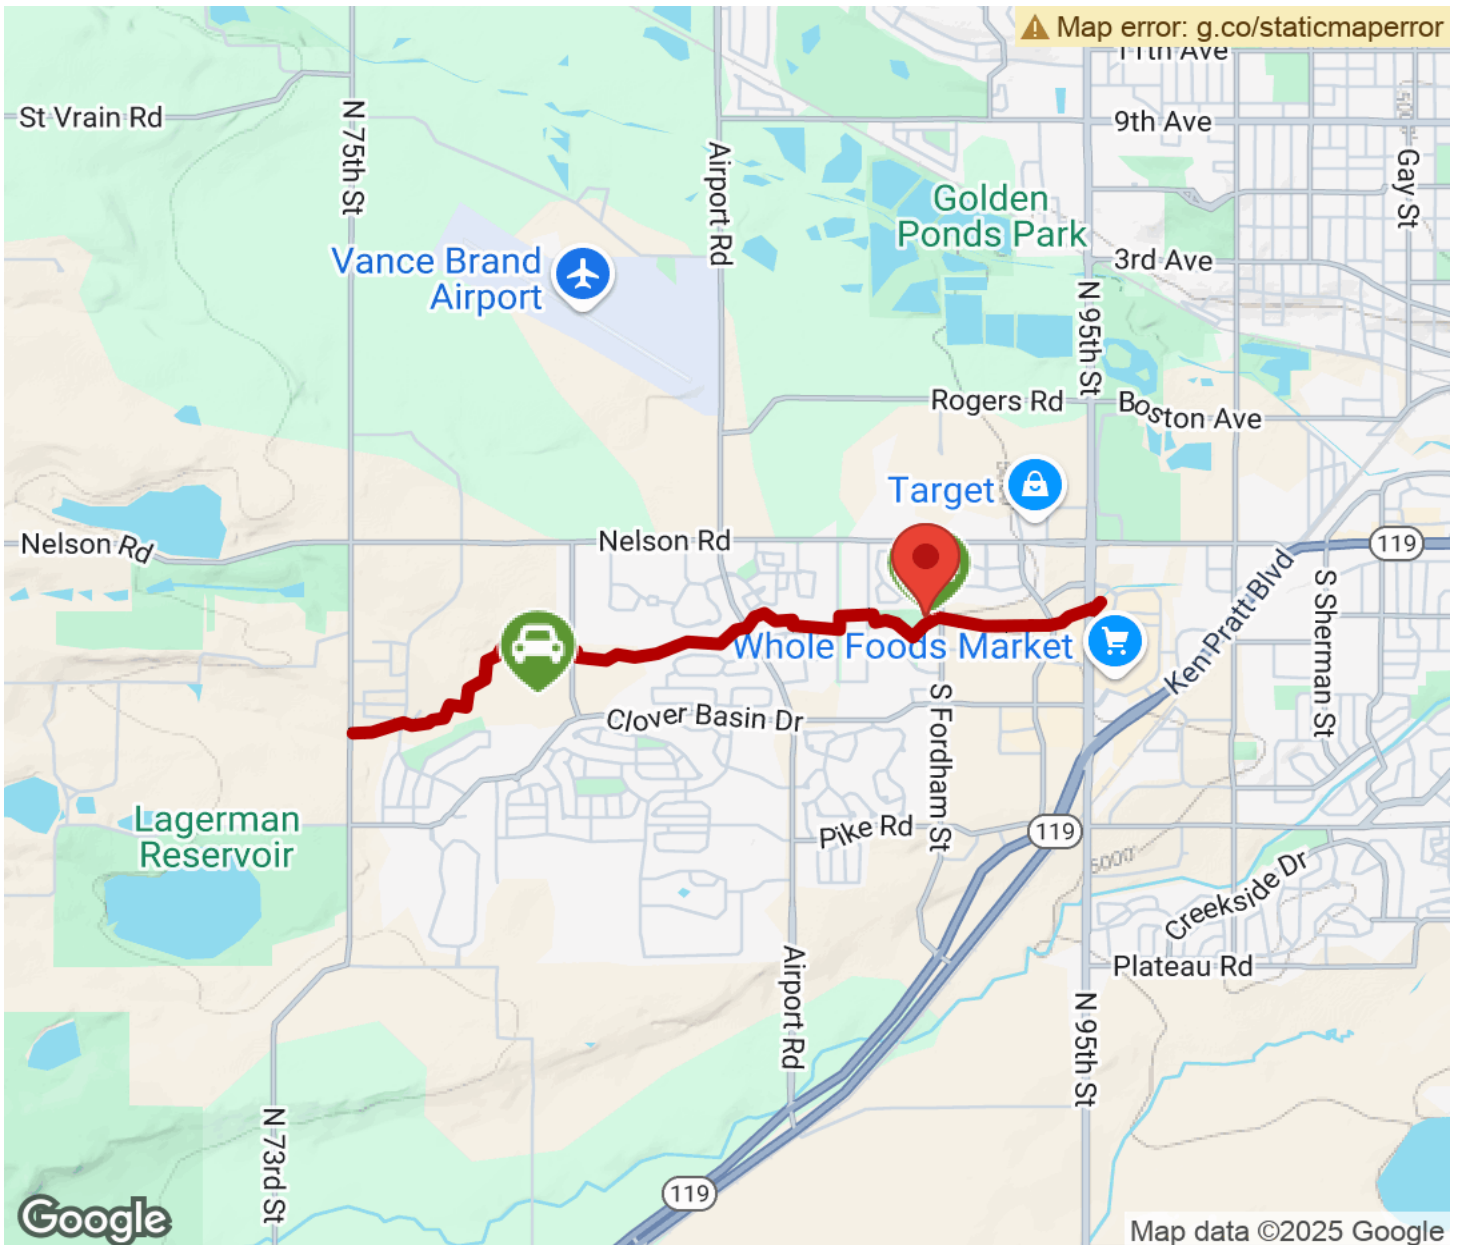 Map error: g.co/staticmaperror
11th Ave
St Vrain Rd
N 75th St
9th Ave
Airport Rd
Gay St
Golden
Ponds Park
Vance Brand
Airport
3rd Ave
N 95th St
Rogers Rd
Boston Ave
Target
Nelson Rd
Nelson Rd
119
Ken Pratt Blvd
S Sherman St
Whole Foods Market
S Fordham St
Clover Basin Dr
Lagerman
Reservoir
Pike Rd
119
5000'
Creekside Dr
Airport Rd
Plateau Rd
N 95th St
N 73rd St
119
Google
Map data ©2025 Google